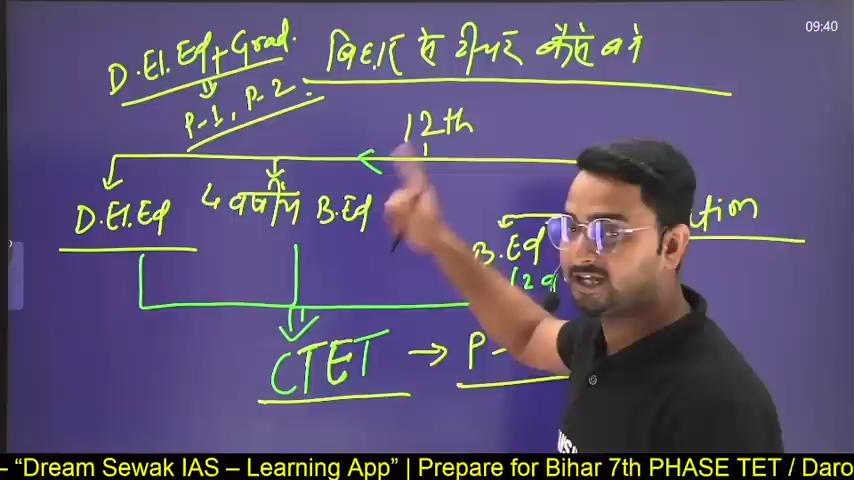 09:40
D.El.Ed + Grad.
बिहार में टीचर कैसे बने
P-1, P-2
12th
D.El.Ed
4 वर्षीय B.Ed
B.Ed
CTET → P-
– “Dream Sewak IAS – Learning App” | Prepare for Bihar 7th PHASE TET / Daro